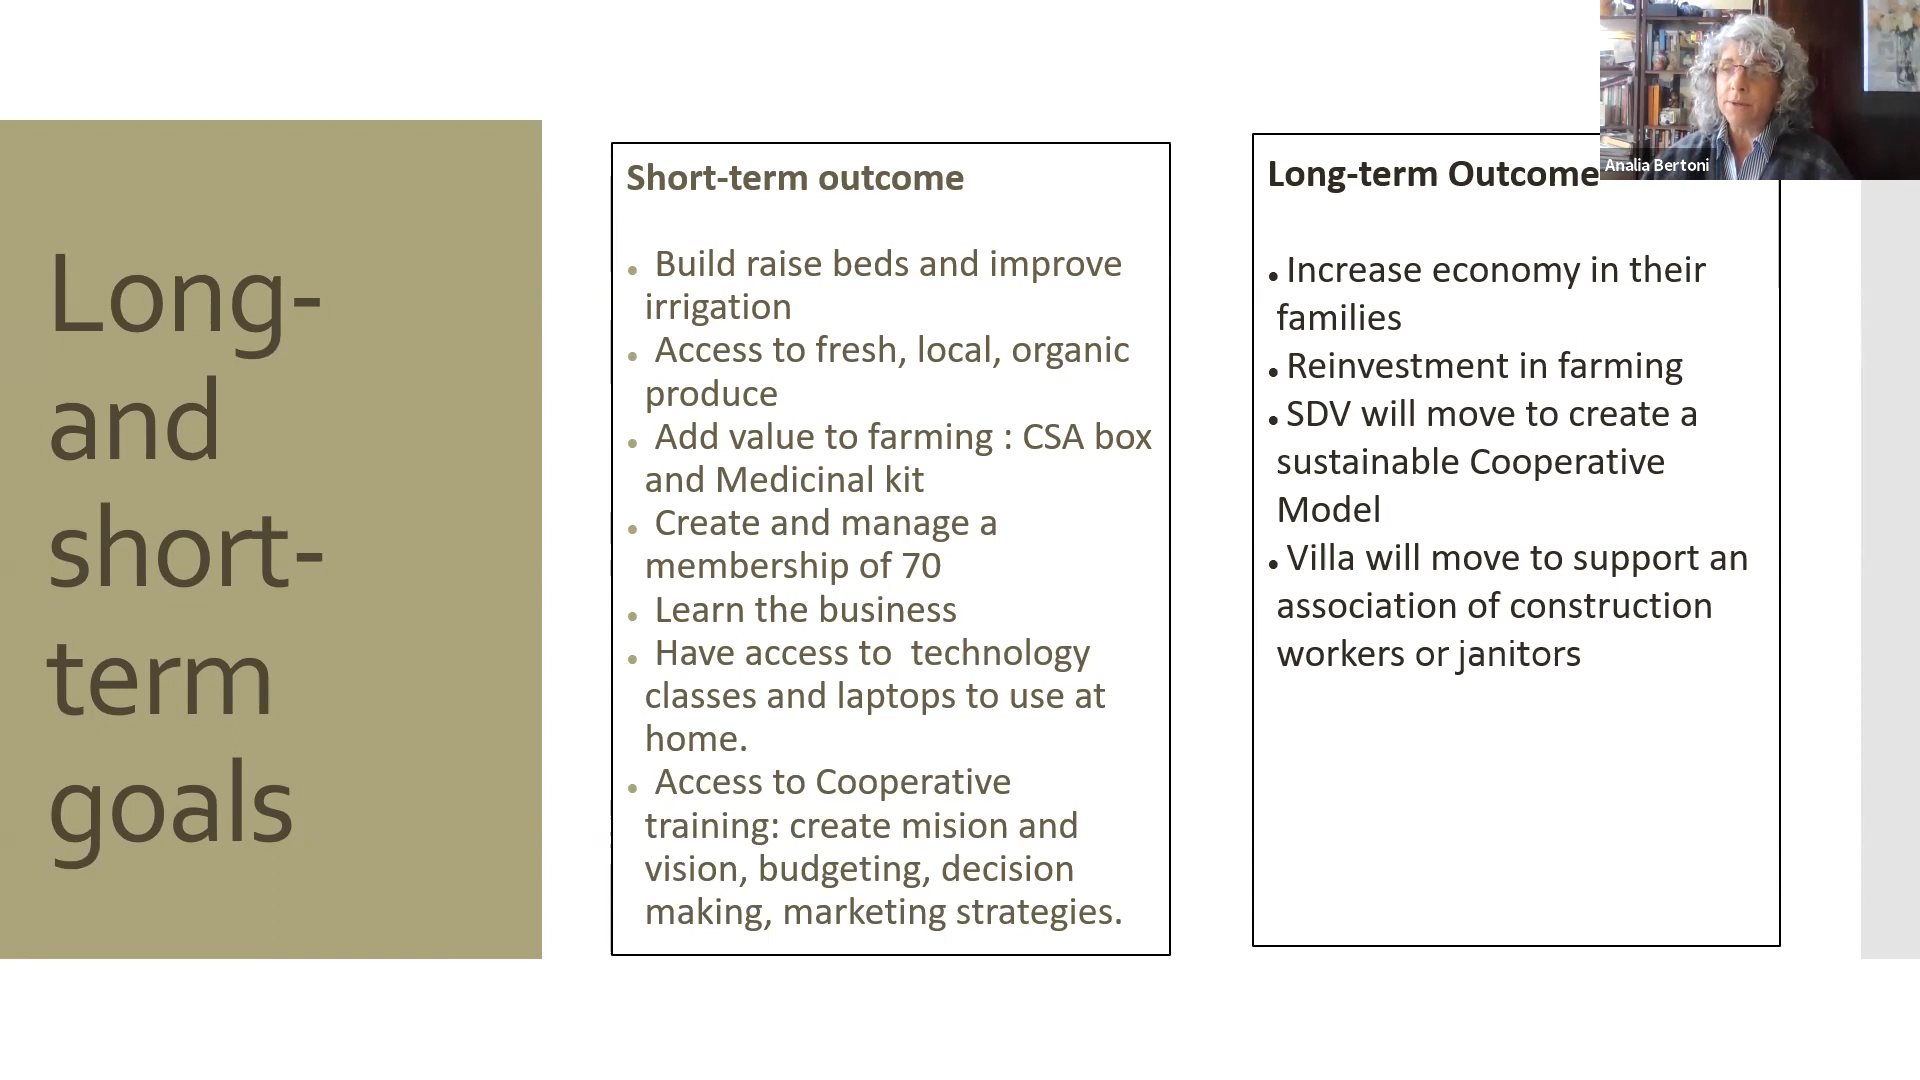 Long-
and
short-
term
goals
Short-term outcome
• Build raise beds and improve
irrigation
• Access to fresh, local, organic
produce
• Add value to farming : CSA box
and Medicinal kit
• Create and manage a
membership of 70
• Learn the business
• Have access to  technology
classes and laptops to use at
home.
• Access to Cooperative
training: create mision and
vision, budgeting, decision
making, marketing strategies.
Long-term Outcome
• Increase economy in their
families
• Reinvestment in farming
• SDV will move to create a
sustainable Cooperative
Model
• Villa will move to support an
association of construction
workers or janitors
Analia Bertoni